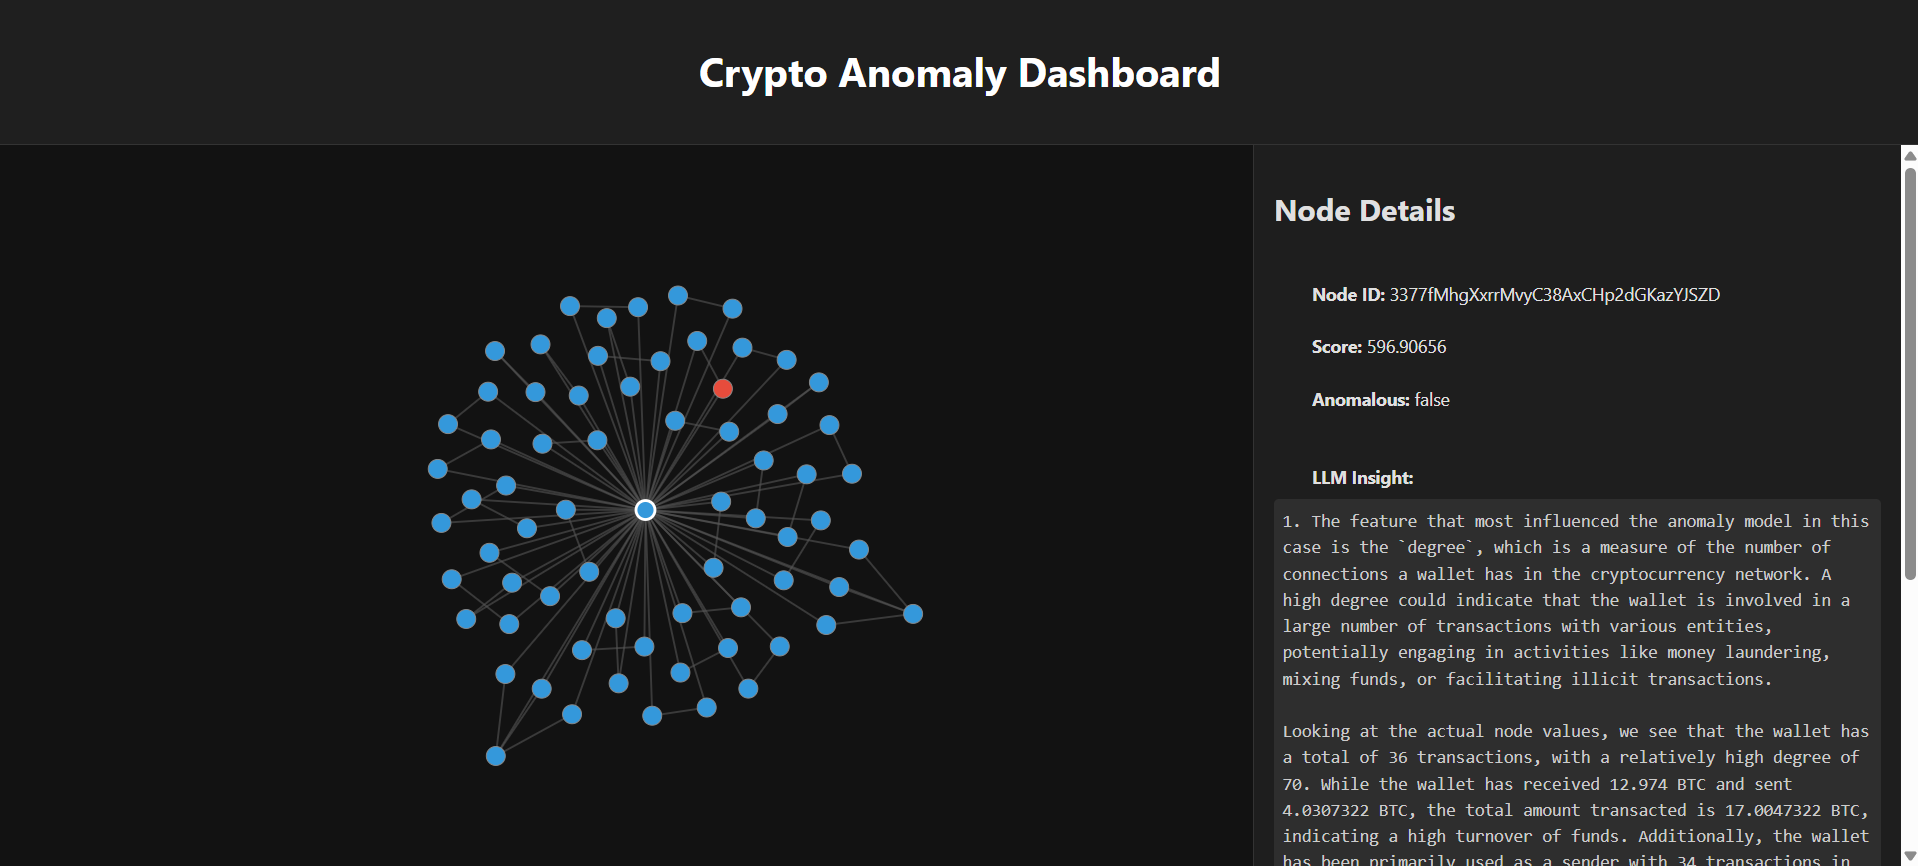 Crypto Anomaly Dashboard
Node Details
Node ID: 3377fMhgXxrrMvyC38AxCHp2dGKazYJSZD
Score: 596.90656
Anomalous: false
LLM Insight:
1. The feature that most influenced the anomaly model in this
case is the `degree`, which is a measure of the number of
connections a wallet has in the cryptocurrency network. A
high degree could indicate that the wallet is involved in a
large number of transactions with various entities,
potentially engaging in activities like money laundering,
mixing funds, or facilitating illicit transactions.
Looking at the actual node values, we see that the wallet has
a total of 36 transactions, with a relatively high degree of
70. While the wallet has received 12.974 BTC and sent
4.0307322 BTC, the total amount transacted is 17.0047322 BTC,
indicating a high turnover of funds. Additionally, the wallet
has been primarily used as a sender with 34 transactions in